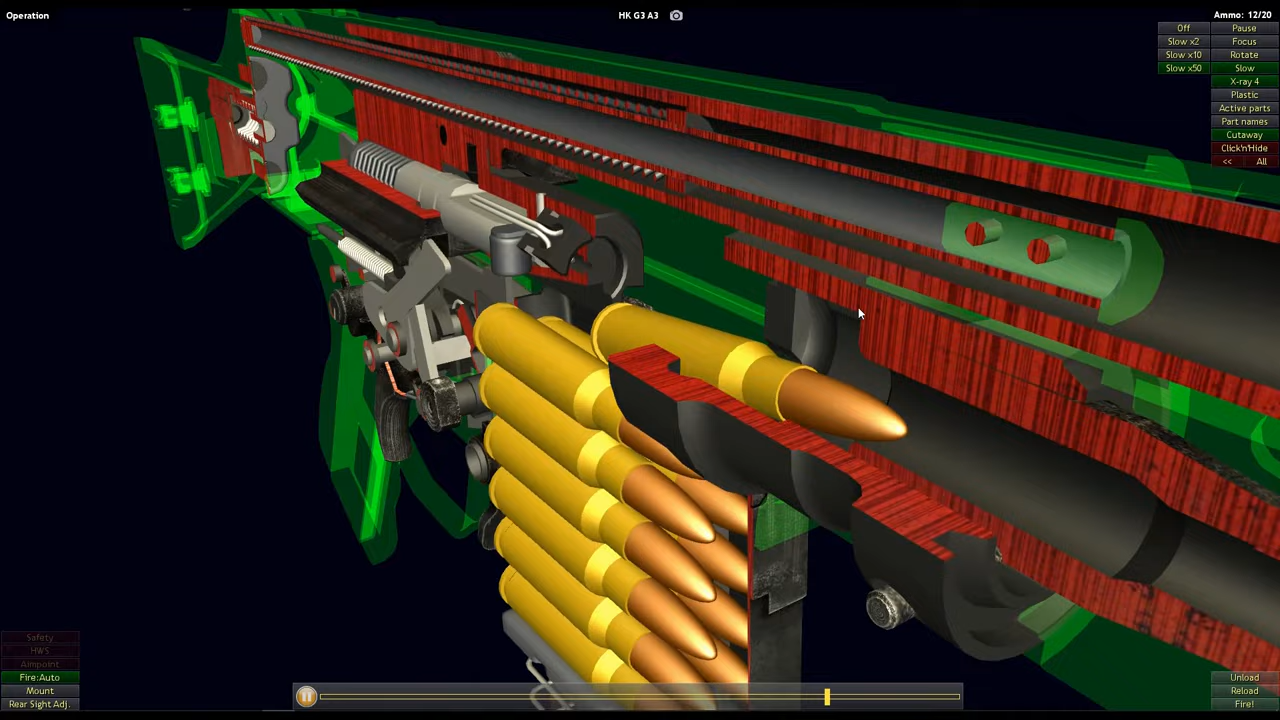 Operation
HK G3 A3
Ammo: 12/20
Off Pause
Slow x2 Focus
Slow x10 Rotate
Slow x50 Slow
X-ray 4
Plastic
Active parts
Part names
Cutaway
Click'n'Hide
<< All
Safety
HWS
Aimpoint
Fire:Auto
Mount
Rear Sight Adj.
Unload
Reload
Fire!